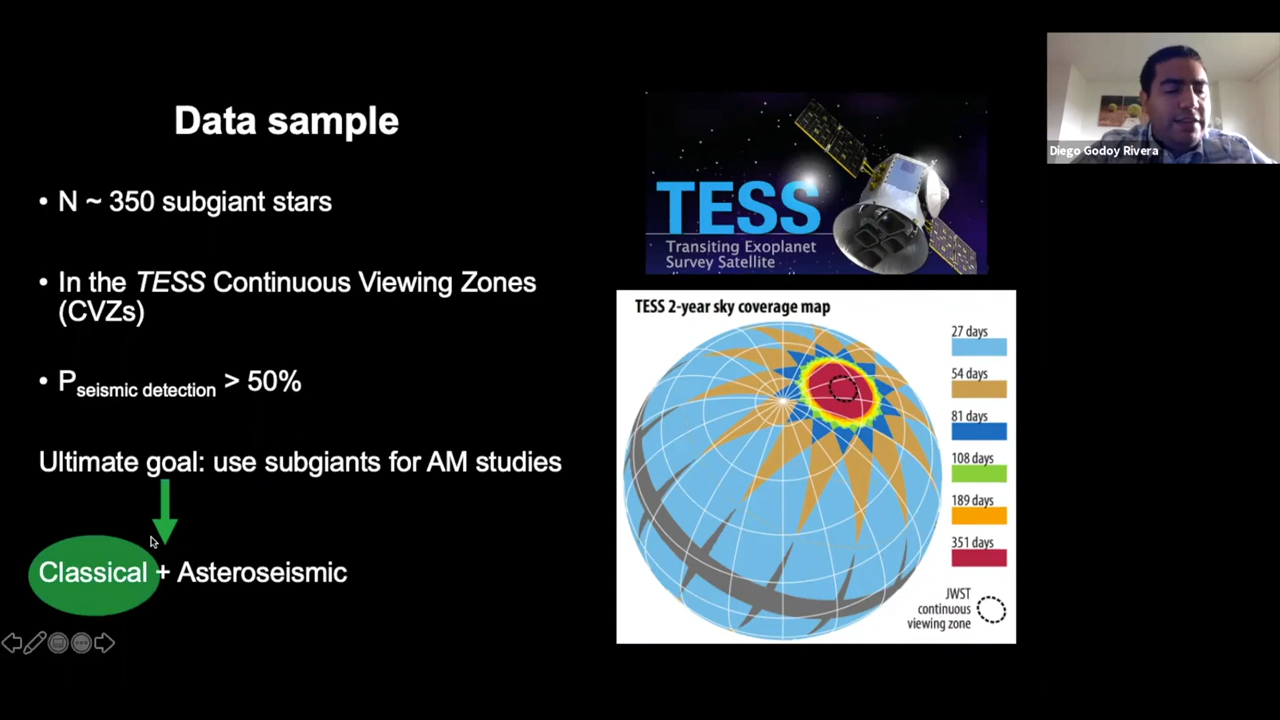 Data sample
• N ~ 350 subgiant stars
• In the TESS Continuous Viewing Zones
(CVZs)
• Pseismic detection > 50%
Ultimate goal: use subgiants for AM studies
Classical + Asteroseismic
TESS
Transiting Exoplanet
Survey Satellite
TESS 2-year sky coverage map
27 days
54 days
81 days
108 days
189 days
351 days
JWST
continuous
viewing zone
Diego Godoy Rivera